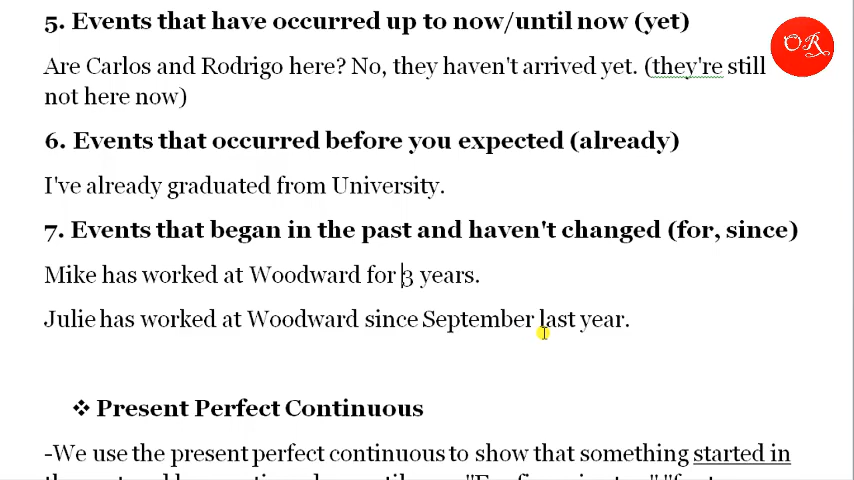 5. Events that have occurred up to now/until now (yet)
OR
Are Carlos and Rodrigo here? No, they haven't arrived yet. (they're still
not here now)
6. Events that occurred before you expected (already)
I've already graduated from University.
7. Events that began in the past and haven't changed (for, since)
Mike has worked at Woodward for 3 years.
Julie has worked at Woodward since September last year.
❖ Present Perfect Continuous
-We use the present perfect continuous to show that something started in